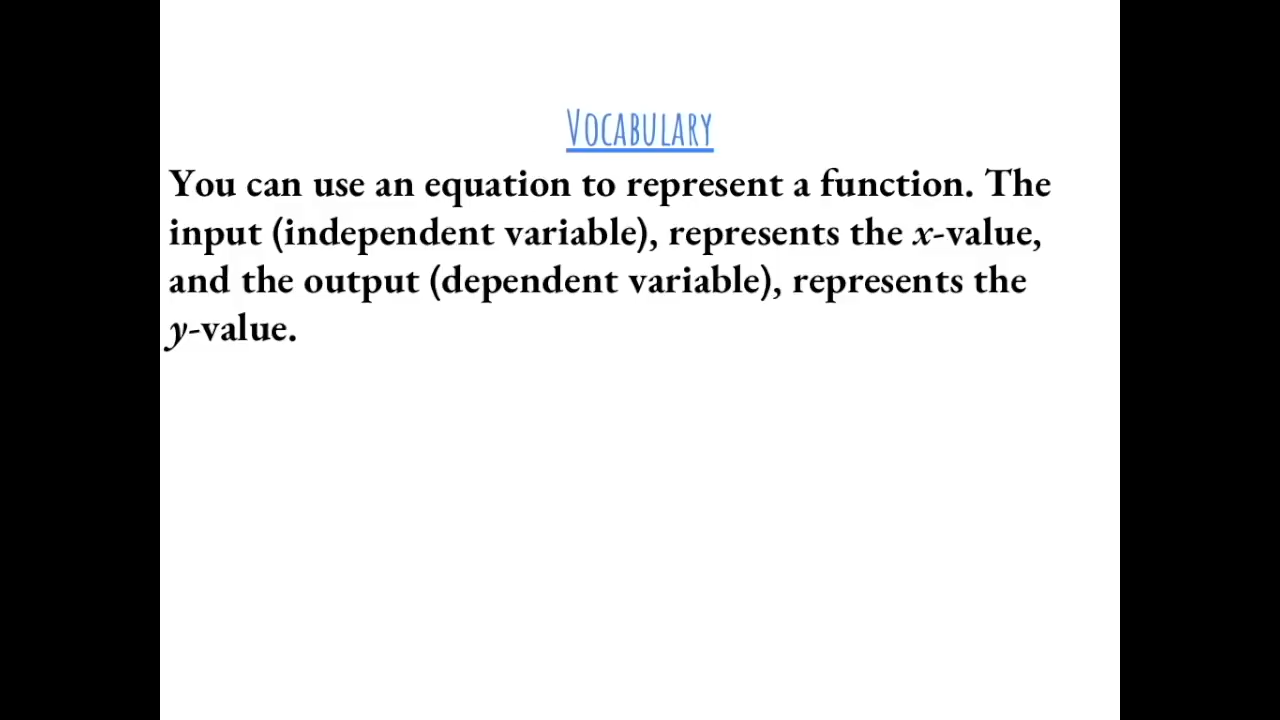 VOCABULARY
You can use an equation to represent a function. The
input (independent variable), represents the x-value,
and the output (dependent variable), represents the
y-value.